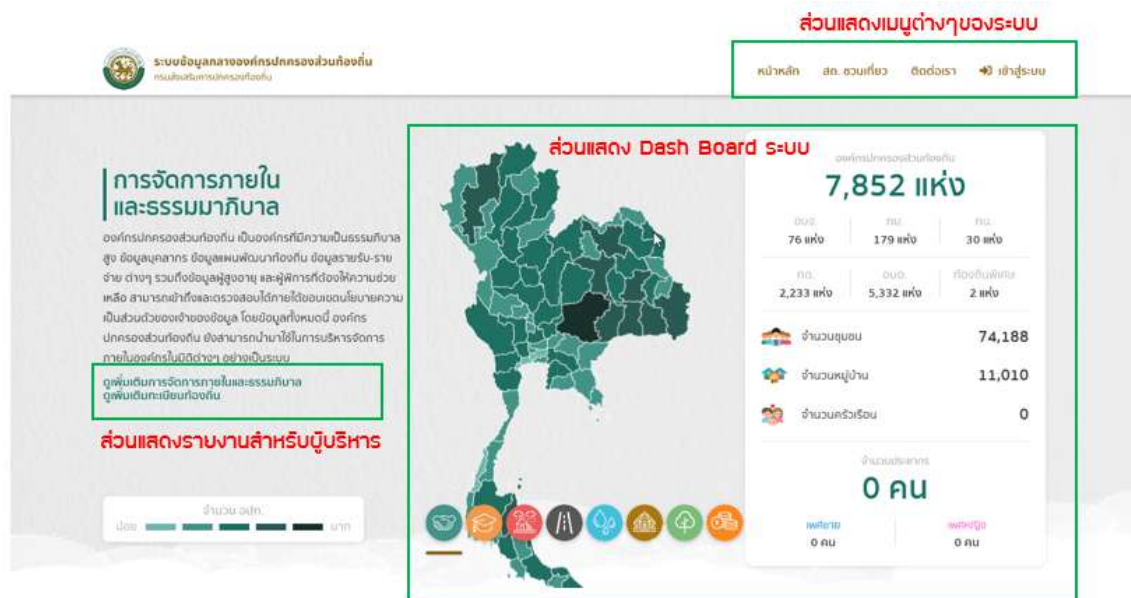 ส่วนแสดงเมนูต่างๆของระบบ
ระบบข้อมูลกลางองค์กรปกครองส่วนท้องถิ่น
กรมส่งเสริมการปกครองท้องถิ่น
หน้าหลัก สถ. ชวนเที่ยว ติดต่อเรา เข้าสู่ระบบ
ส่วนแสดง Dash Board ระบบ
การจัดการภายใน
และธรรมมาภิบาล
องค์กรปกครองส่วนท้องถิ่น เป็นองค์กรที่มีความเป็นธรรมภิบาล
สูง ข้อมูลบุคลากร ข้อมูลแผนพัฒนาท้องถิ่น ข้อมูลรายรับ-ราย
จ่าย ต่างๆ รวมถึงข้อมูลผู้สูงอายุ และผู้พิการที่ต้องให้ความช่วย
เหลือ สามารถเข้าถึงและตรวจสอบได้ภายใต้ขอบเขตนโยบายความ
เป็นส่วนตัวของเจ้าของข้อมูล โดยข้อมูลทั้งหมดนี้ องค์กร
ปกครองส่วนท้องถิ่น ยังสามารถนำมาใช้ในการบริหารจัดการ
ภายในองค์กรในมิติต่างๆ อย่างเป็นระบบ
ดูเพิ่มเติมการจัดการภายในและธรรมภิบาล
ดูเพิ่มเติมทะเบียนท้องถิ่น
ส่วนแสดงรายงานสำหรับผู้บริหาร
จำนวน อปท.
น้อย มาก
องค์กรปกครองส่วนท้องถิ่น
7,852 แห่ง
อบจ. ทม. ทน.
76 แห่ง 179 แห่ง 30 แห่ง
ทต. อบต. ท้องถิ่นพิเศษ
2,233 แห่ง 5,332 แห่ง 2 แห่ง
จำนวนชุมชน 74,188
จำนวนหมู่บ้าน 11,010
จำนวนครัวเรือน 0
จำนวนประชากร
0 คน
เพศชาย เพศหญิง
0 คน 0 คน